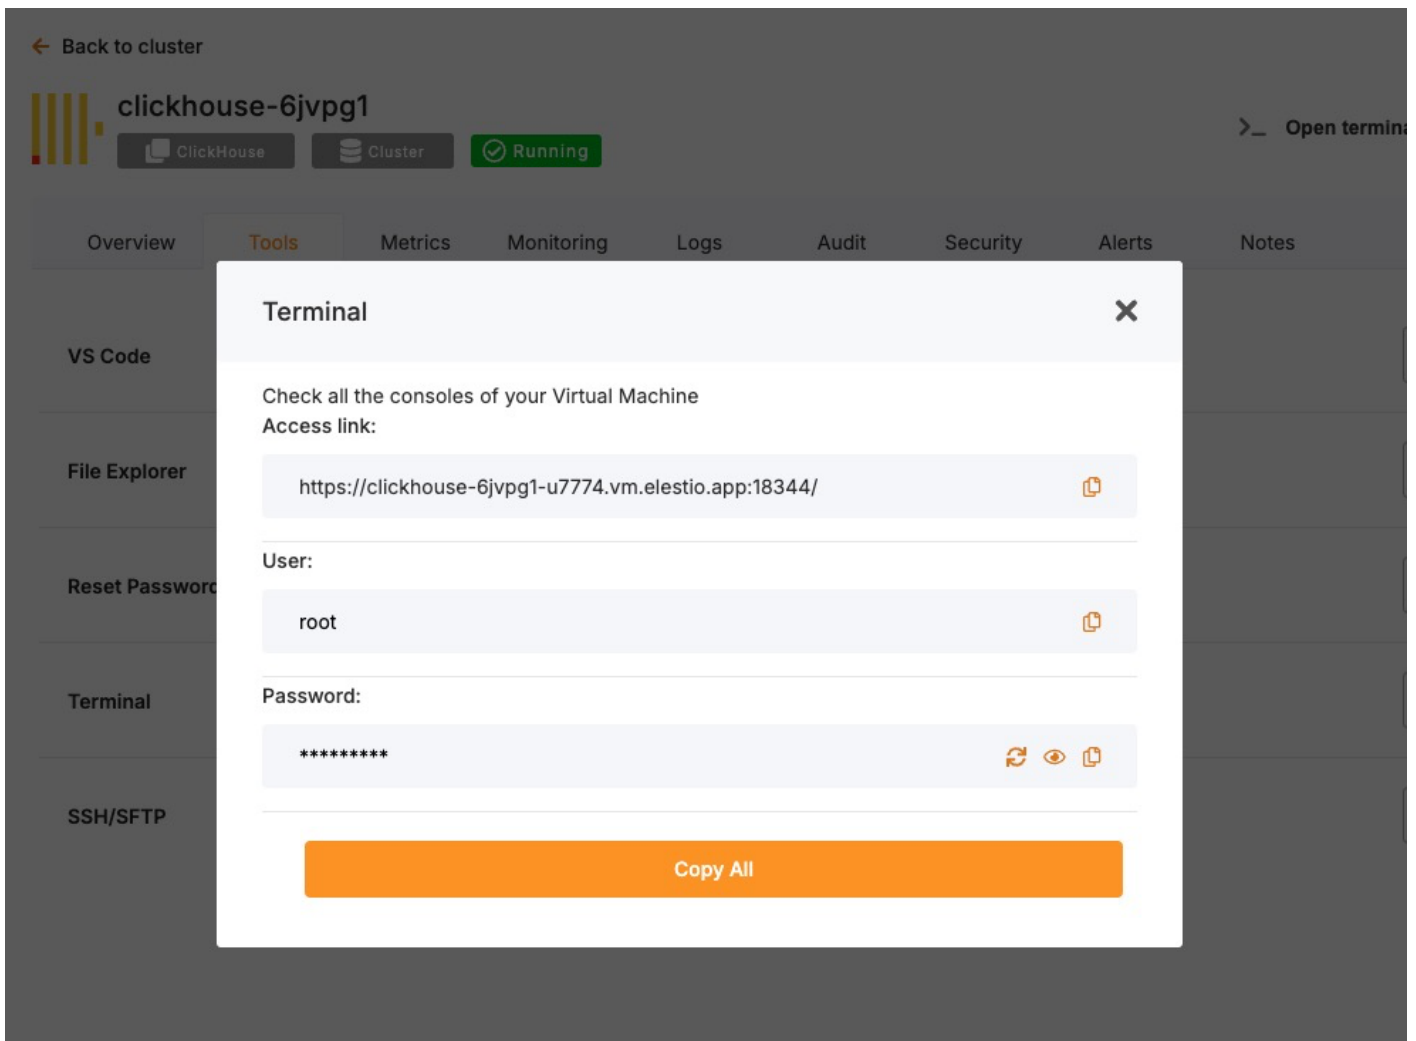 Back to cluster
clickhouse-6jvpg1
ClickHouse Cluster Running
>_ Open termina
Overview Tools Metrics Monitoring Logs Audit Security Alerts Notes
Terminal
VS Code
Check all the consoles of your Virtual Machine
Access link:
File Explorer
https://clickhouse-6jvpg1-u7774.vm.elestio.app:18344/
User:
Reset Password
root
Password:
Terminal
*********
SSH/SFTP
Copy All